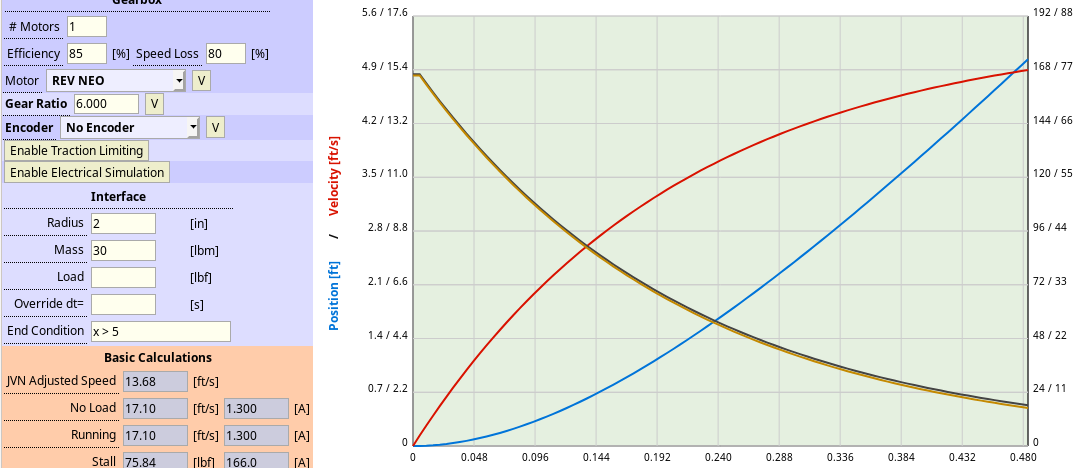 Gearbox
# Motors 1
Efficiency 85 [%] Speed Loss 80 [%]
Motor REV NEO V
Gear Ratio 6.000 V
Encoder No Encoder V
Enable Traction Limiting
Enable Electrical Simulation
Interface
Radius 2 [in]
Mass 30 [lbm]
Load [lbf]
Override dt= [s]
End Condition x > 5
Basic Calculations
JVN Adjusted Speed 13.68 [ft/s]
No Load 17.10 [ft/s] 1.300 [A]
Running 17.10 [ft/s] 1.300 [A]
Stall 75.84 [lbf] 166.0 [A]
Position [ft] / Velocity [ft/s]
5.6 / 17.6
4.9 / 15.4
4.2 / 13.2
3.5 / 11.0
2.8 / 8.8
2.1 / 6.6
1.4 / 4.4
0.7 / 2.2
0
192 / 88
168 / 77
144 / 66
120 / 55
96 / 44
72 / 33
48 / 22
24 / 11
0
0 0.048 0.096 0.144 0.192 0.240 0.288 0.336 0.384 0.432 0.480